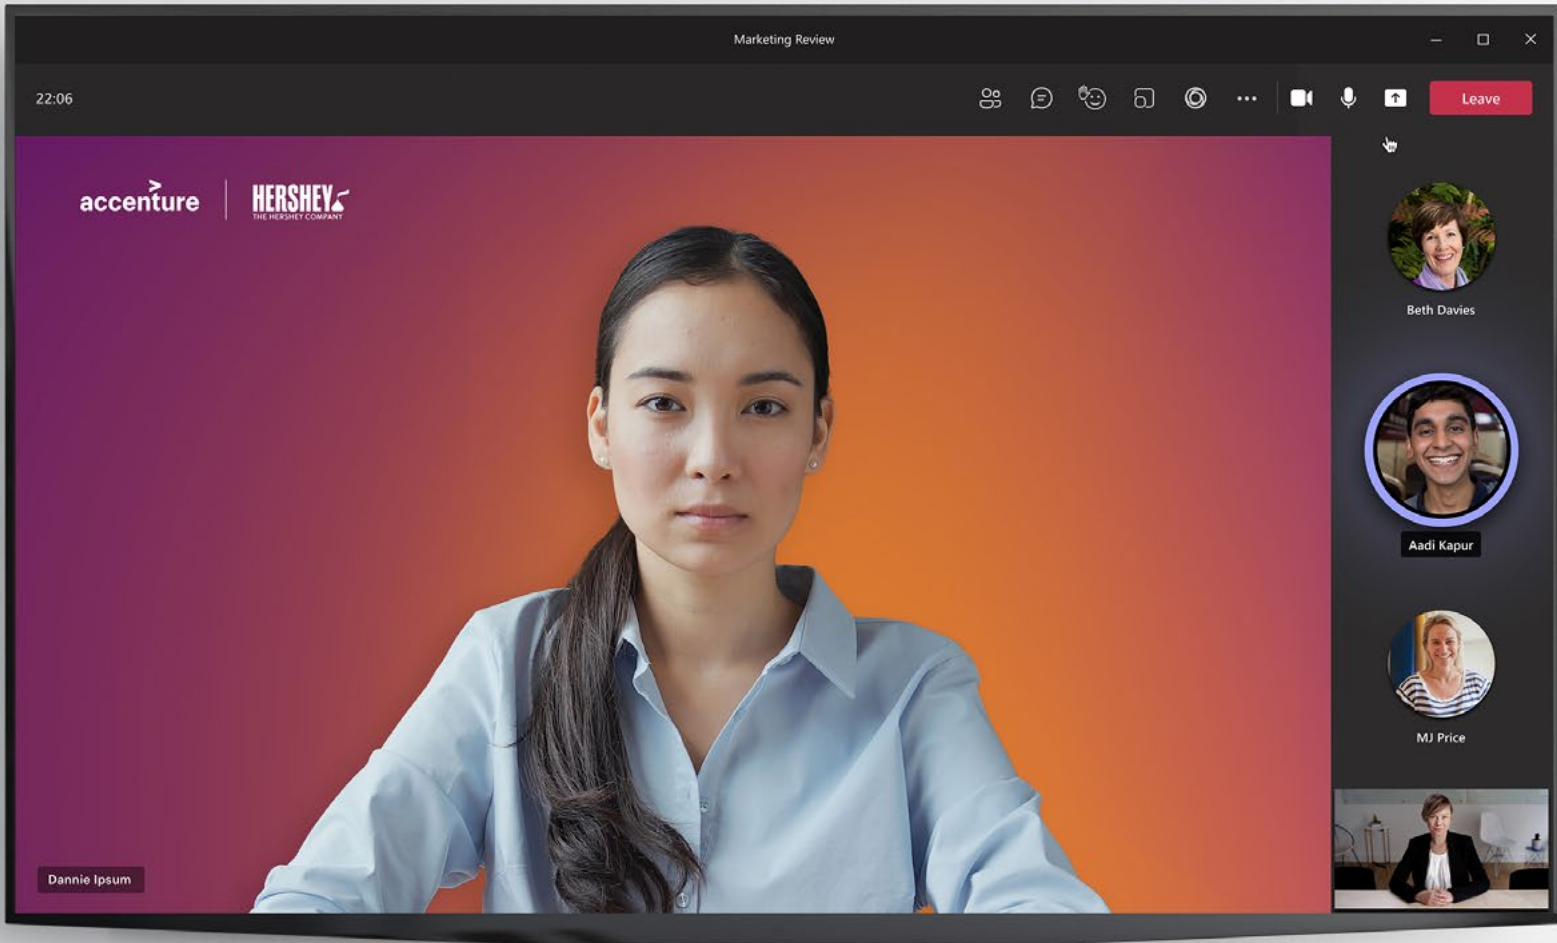 Marketing Review
22:06
Leave
accenture
HERSHEY
THE HERSHEY COMPANY
Beth Davies
Aadi Kapur
MJ Price
Dannie Ipsum